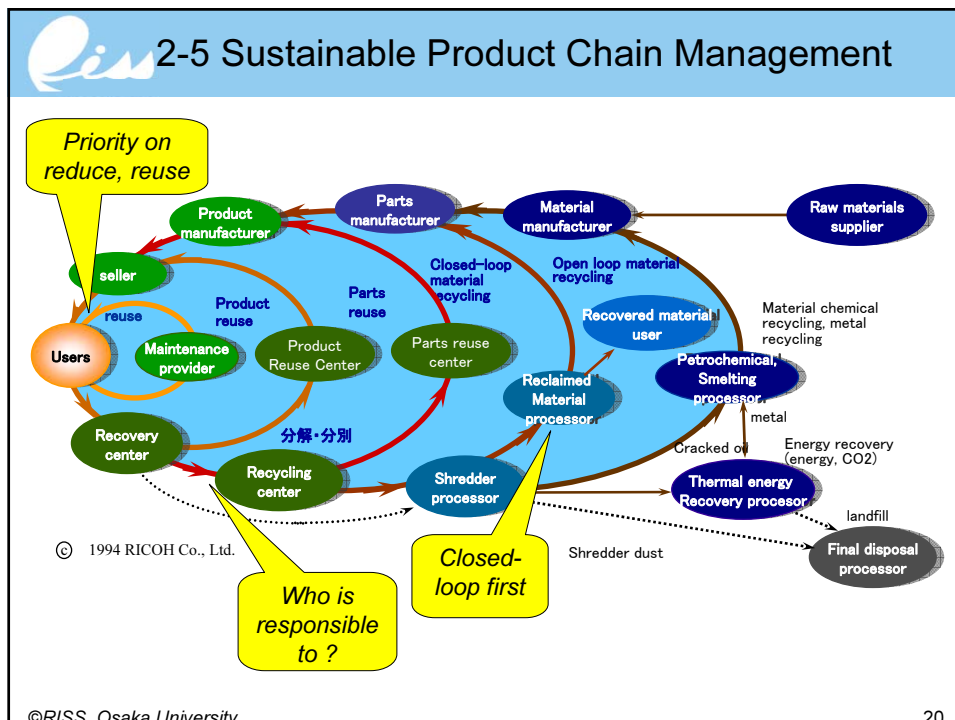 Riss
2-5 Sustainable Product Chain Management
Priority on
reduce, reuse
Product
manufacturer
Parts
manufacturer
Material
manufacturer
Raw materials
supplier
seller
Closed-loop
material
recycling
Open loop material
recycling
reuse
Product
reuse
Parts
reuse
Recovered material
user
Material chemical
recycling, metal
recycling
Users
Maintenance
provider
Product
Reuse Center
Parts reuse
center
Reclaimed
Material
processor
Petrochemical,
Smelting
processor
metal
Recovery
center
分解・分別
Cracked oil
Energy recovery
(energy, CO2)
Recycling
center
Shredder
processor
Thermal energy
Recovery procesor
landfill
© 1994 RICOH Co., Ltd.
Closed-
loop first
Shredder dust
Final disposal
processor
Who is
responsible
to ?
©RISS, Osaka University
20